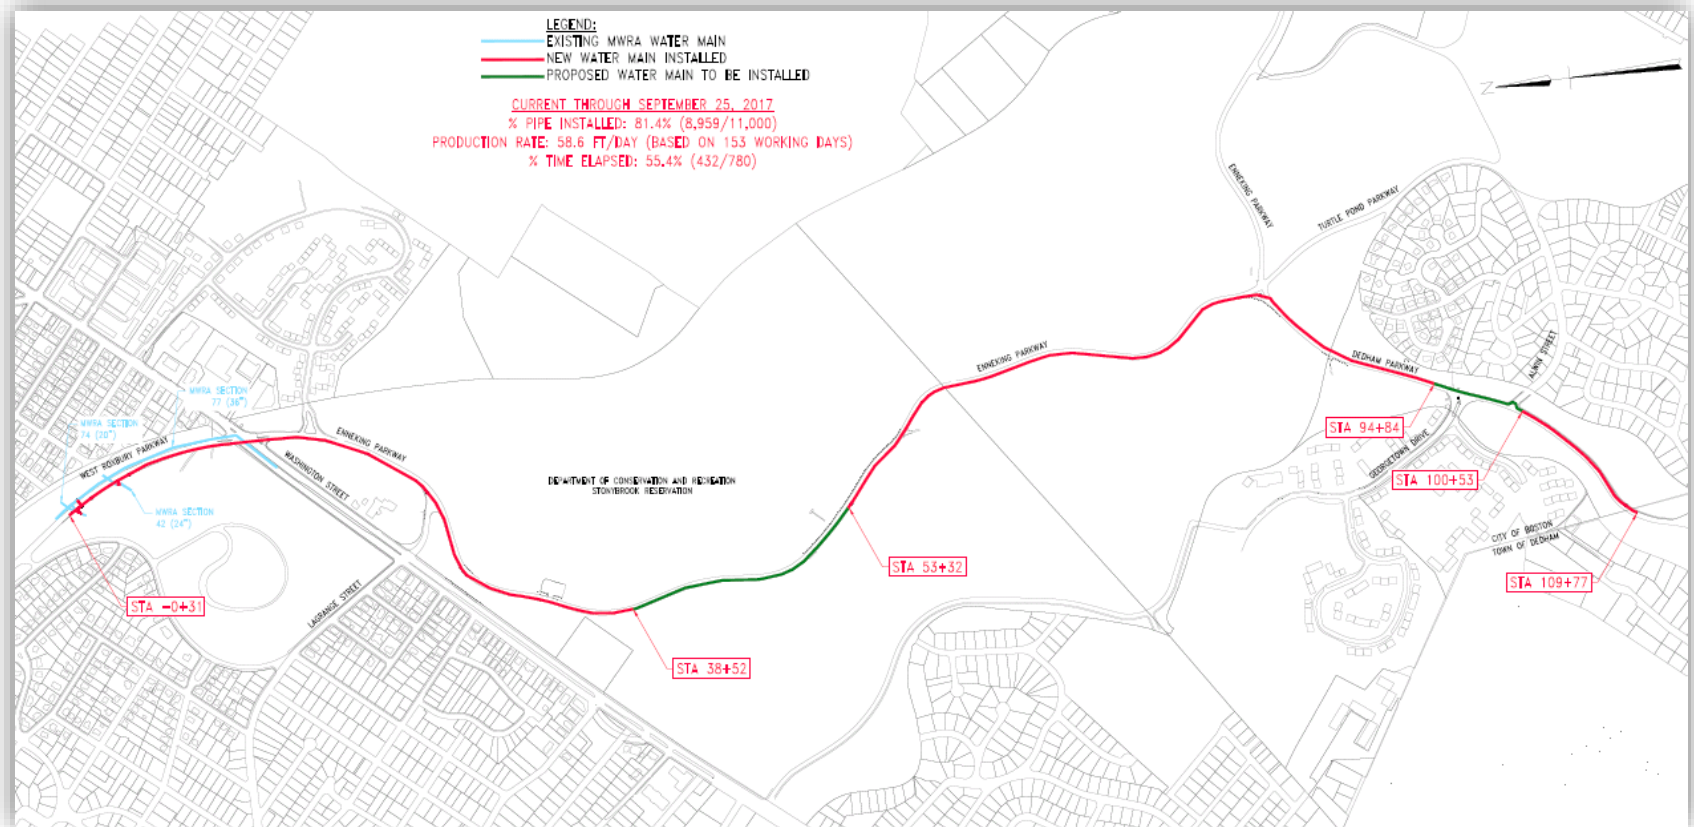 LEGEND:
EXISTING MWRA WATER MAIN
NEW WATER MAIN INSTALLED
PROPOSED WATER MAIN TO BE INSTALLED
CURRENT THROUGH SEPTEMBER 25, 2017
% PIPE INSTALLED: 81.4% (8,959/11,000)
PRODUCTION RATE: 58.6 FT/DAY (BASED ON 153 WORKING DAYS)
% TIME ELAPSED: 55.4% (432/780)
N
ENNEKING PARKWAY
TURTLE POND PARKWAY
ENNEKING PARKWAY
DEDHAM PARKWAY
ALWIN STREET
MWRA SECTION
77 (36")
MWRA SECTION
74 (20")
WEST ROXBURY PARKWAY
ENNEKING PARKWAY
WASHINGTON STREET
MWRA SECTION
42 (24")
DEPARTMENT OF CONSERVATION AND RECREATION
STONYBROOK RESERVATION
STA 94+84
GEORGETOWN DRIVE
STA 100+53
CITY OF BOSTON
TOWN OF DEDHAM
STA 53+32
STA 109+77
STA -0+31
LAGRANGE STREET
STA 38+52